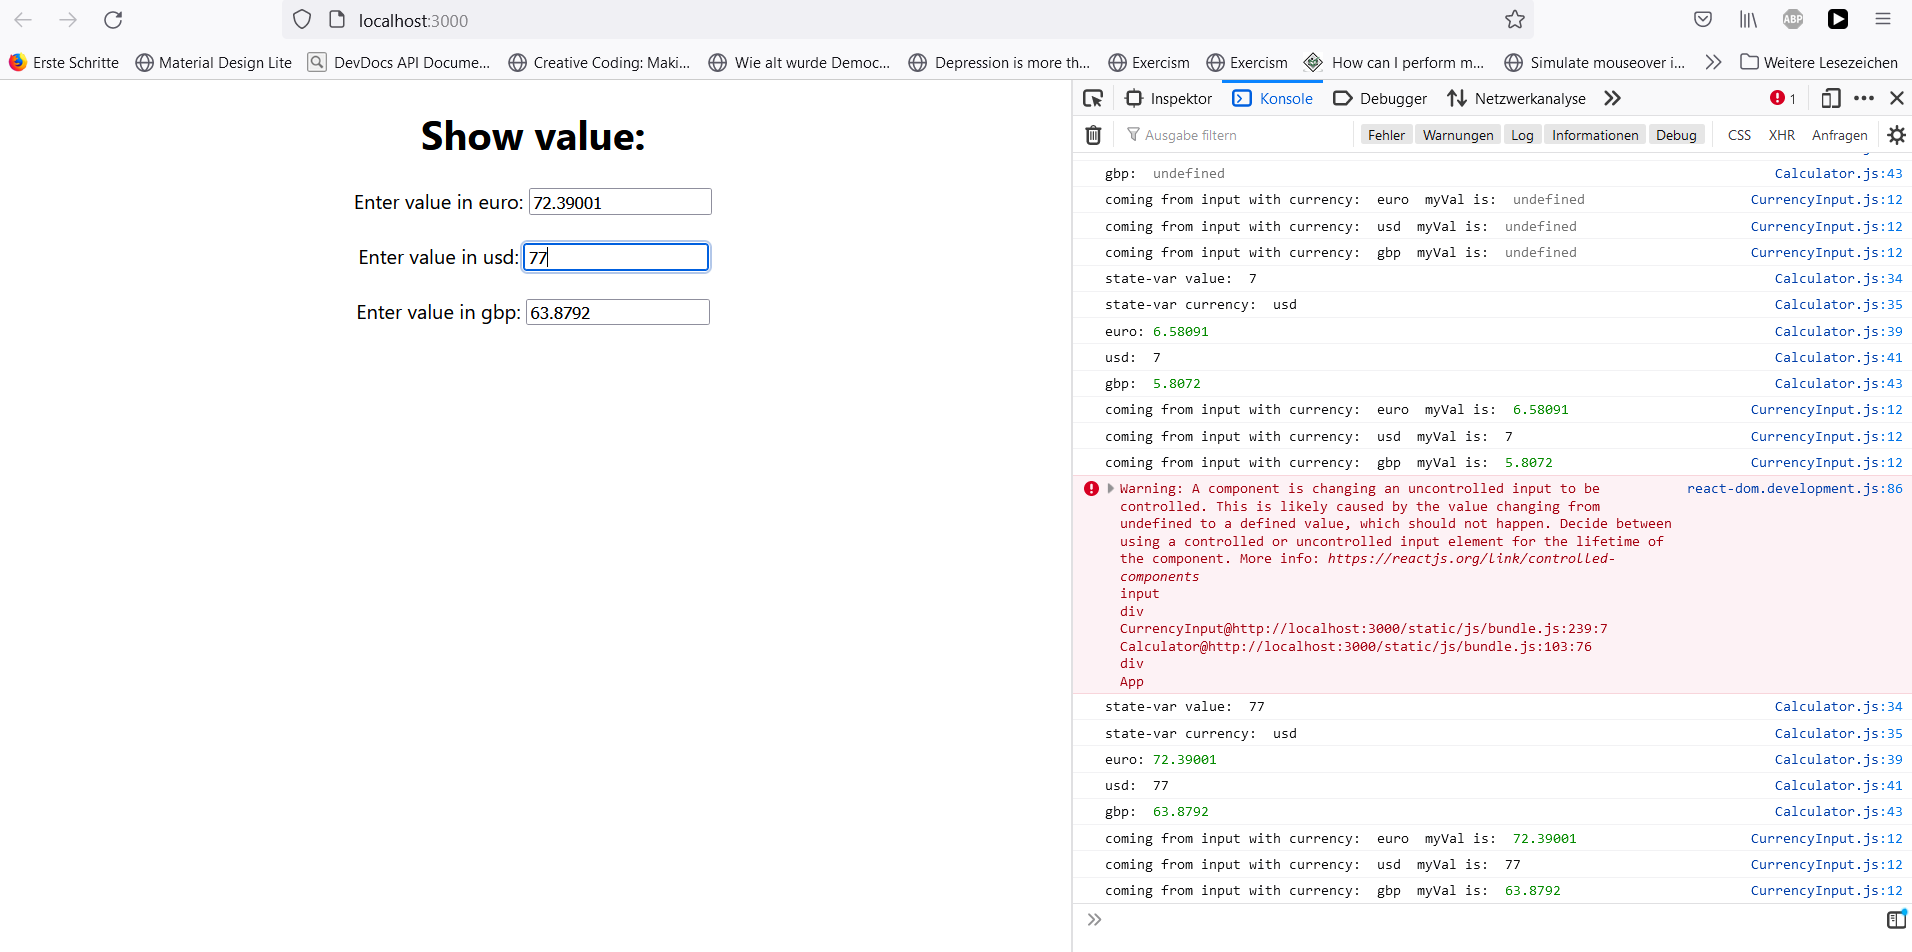 localhost:3000
ABP
Erste Schritte Material Design Lite DevDocs API Docume... Creative Coding: Maki... Wie alt wurde Democ... Depression is more th... Exercism Exercism How can I perform m... Simulate mouseover i... Weitere Lesezeichen
Show value:
Enter value in euro: 72.39001
Enter value in usd: 77
Enter value in gbp: 63.8792
Inspektor Konsole Debugger Netzwerkanalyse 1
Ausgabe filtern Fehler Warnungen Log Informationen Debug CSS XHR Anfragen
gbp: undefined Calculator.js:43
coming from input with currency: euro myVal is: undefined CurrencyInput.js:12
coming from input with currency: usd myVal is: undefined CurrencyInput.js:12
coming from input with currency: gbp myVal is: undefined CurrencyInput.js:12
state-var value: 7 Calculator.js:34
state-var currency: usd Calculator.js:35
euro: 6.58091 Calculator.js:39
usd: 7 Calculator.js:41
gbp: 5.8072 Calculator.js:43
coming from input with currency: euro myVal is: 6.58091 CurrencyInput.js:12
coming from input with currency: usd myVal is: 7 CurrencyInput.js:12
coming from input with currency: gbp myVal is: 5.8072 CurrencyInput.js:12
Warning: A component is changing an uncontrolled input to be react-dom.development.js:86
controlled. This is likely caused by the value changing from
undefined to a defined value, which should not happen. Decide between
using a controlled or uncontrolled input element for the lifetime of
the component. More info: https://reactjs.org/link/controlled-
components
input
div
CurrencyInput@http://localhost:3000/static/js/bundle.js:239:7
Calculator@http://localhost:3000/static/js/bundle.js:103:76
div
App
state-var value: 77 Calculator.js:34
state-var currency: usd Calculator.js:35
euro: 72.39001 Calculator.js:39
usd: 77 Calculator.js:41
gbp: 63.8792 Calculator.js:43
coming from input with currency: euro myVal is: 72.39001 CurrencyInput.js:12
coming from input with currency: usd myVal is: 77 CurrencyInput.js:12
coming from input with currency: gbp myVal is: 63.8792 CurrencyInput.js:12